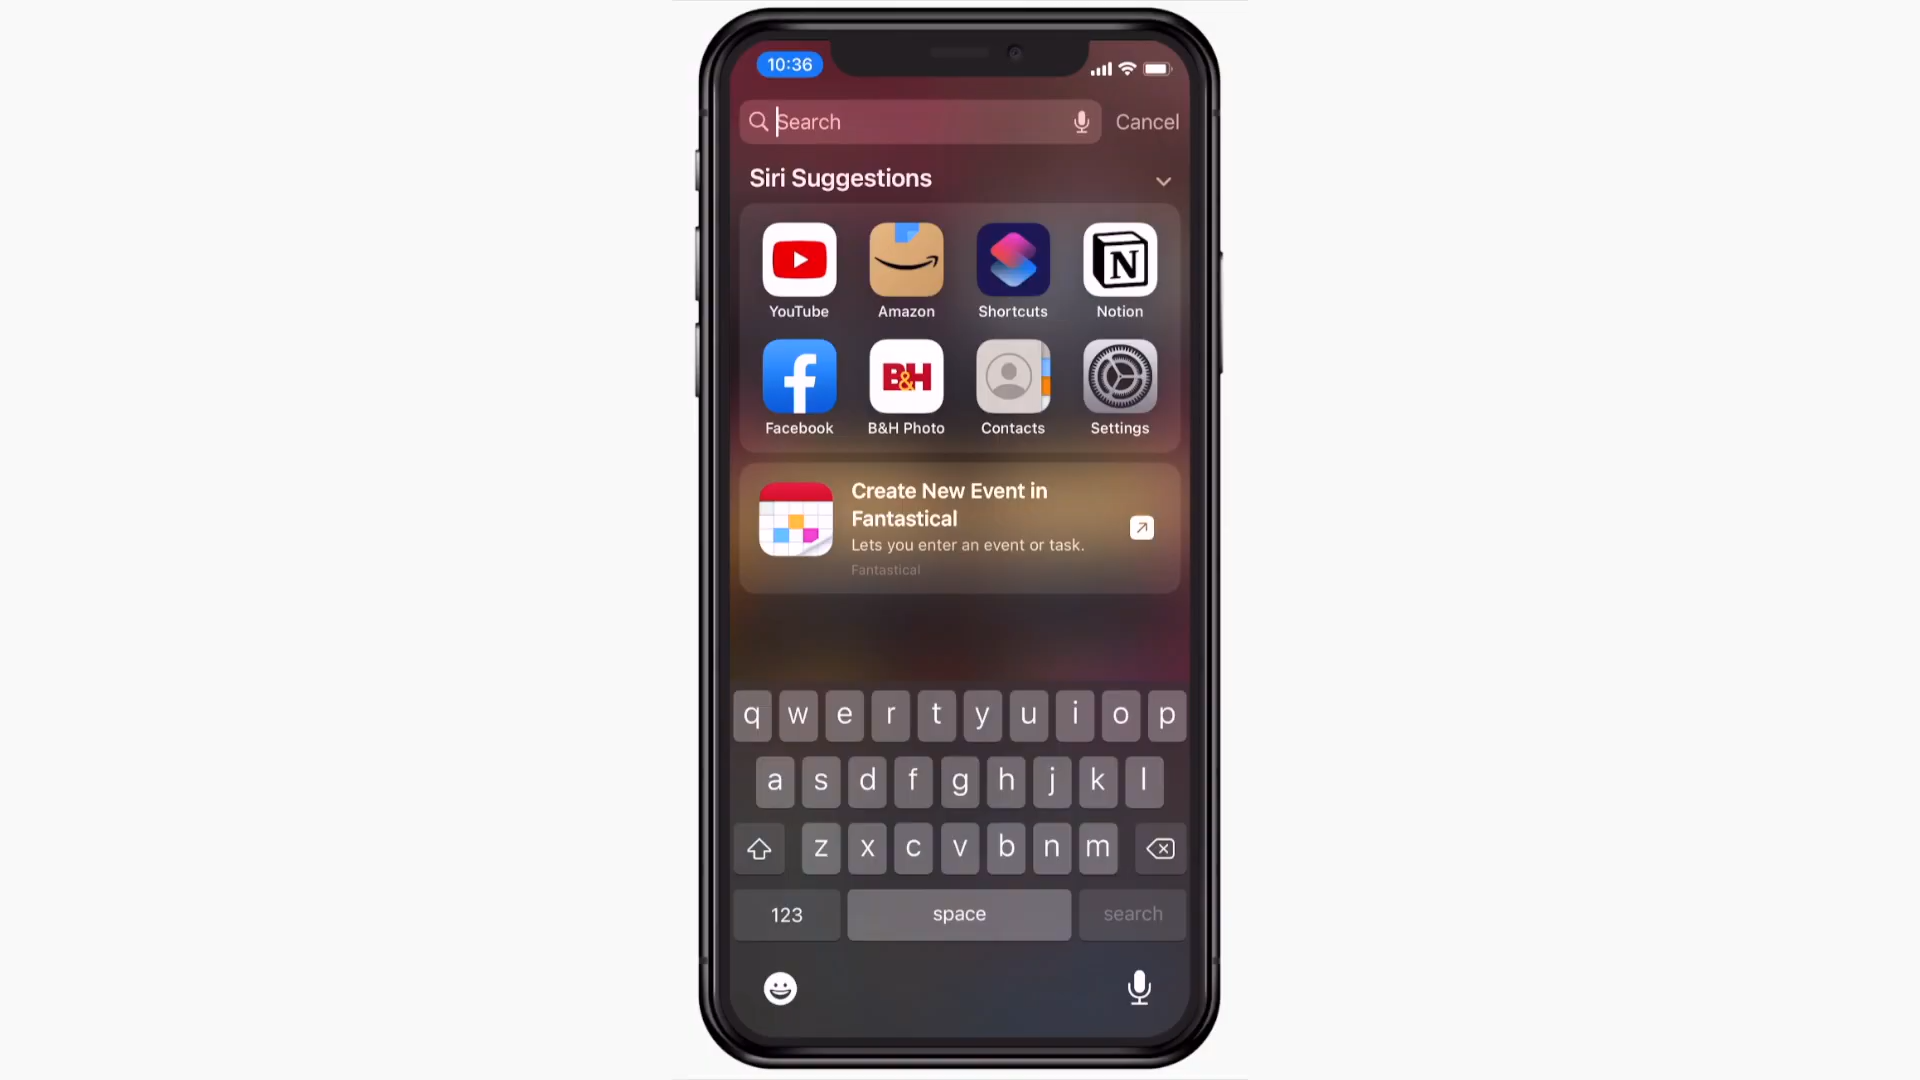 10:36
Search
Cancel
Siri Suggestions
YouTube
Amazon
Shortcuts
N
Notion
f
Facebook
B&H
B&H Photo
Contacts
Settings
Create New Event in
Fantastical
Lets you enter an event or task.
Fantastical
q w e r t y u i o p
a s d f g h j k l
z x c v b n m
123
space
search